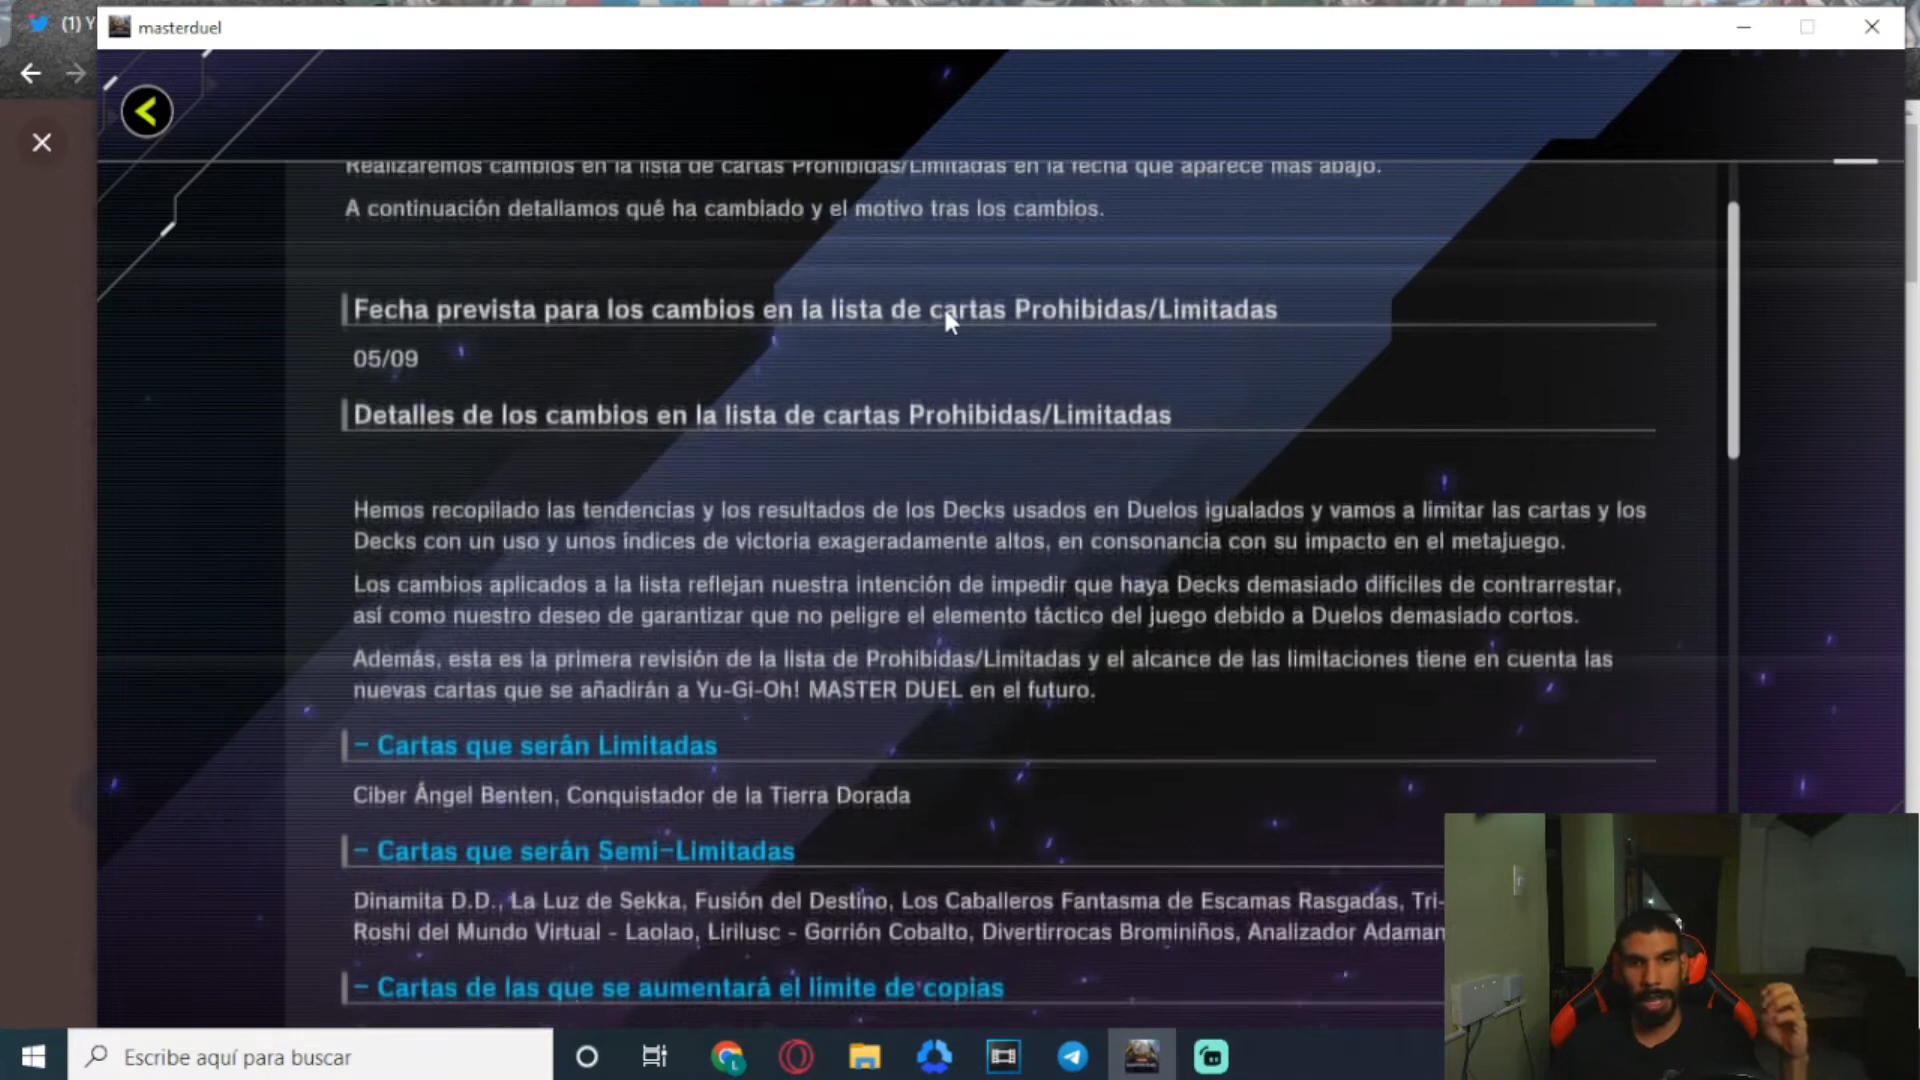 (1) Y
masterduel
Realizaremos cambios en la lista de cartas Prohibidas/Limitadas en la fecha que aparece más abajo.
A continuación detallamos qué ha cambiado y el motivo tras los cambios.
Fecha prevista para los cambios en la lista de cartas Prohibidas/Limitadas
05/09
Detalles de los cambios en la lista de cartas Prohibidas/Limitadas
Hemos recopilado las tendencias y los resultados de los Decks usados en Duelos igualados y vamos a limitar las cartas y los
Decks con un uso y unos índices de victoria exageradamente altos, en consonancia con su impacto en el metajuego.
Los cambios aplicados a la lista reflejan nuestra intención de impedir que haya Decks demasiado difíciles de contrarrestar,
así como nuestro deseo de garantizar que no peligre el elemento táctico del juego debido a Duelos demasiado cortos.
Además, esta es la primera revisión de la lista de Prohibidas/Limitadas y el alcance de las limitaciones tiene en cuenta las
nuevas cartas que se añadirán a Yu-Gi-Oh! MASTER DUEL en el futuro.
- Cartas que serán Limitadas
Ciber Ángel Benten, Conquistador de la Tierra Dorada
- Cartas que serán Semi-Limitadas
Dinamita D.D., La Luz de Sekka, Fusión del Destino, Los Caballeros Fantasma de Escamas Rasgadas, Tri-
Roshi del Mundo Virtual - Laolao, Lirilusc - Gorrión Cobalto, Divertirrocas Brominiños, Analizador Adaman
- Cartas de las que se aumentará el límite de copias
Escribe aquí para buscar